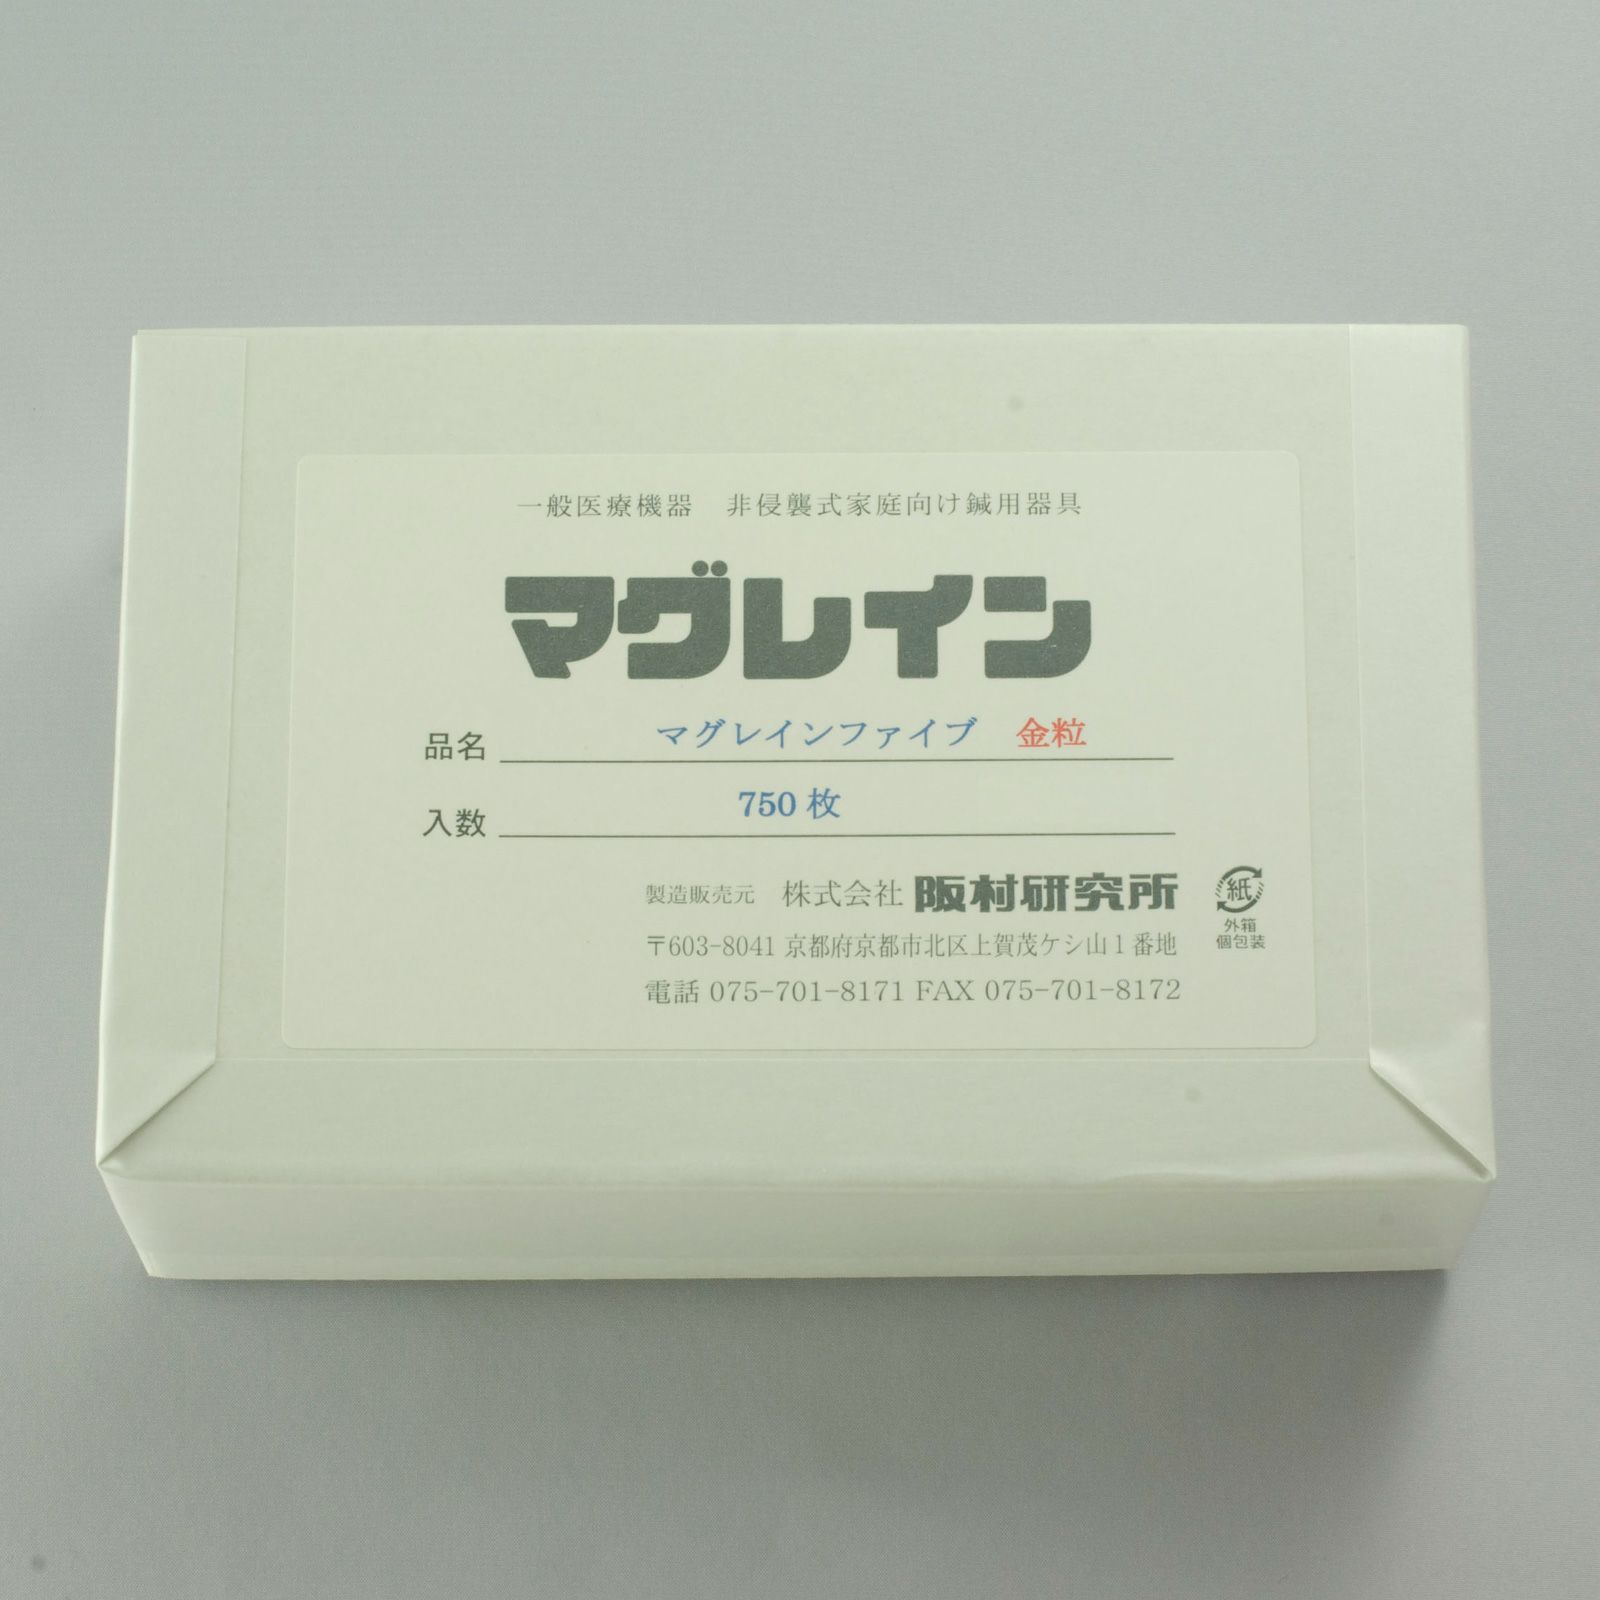 一般医療機器　非侵襲式家庭向け鍼用器具
マグレイン
品名 マグレインファイブ 金粒
入数 750 枚
製造販売元 株式会社 阪村研究所
〒603-8041 京都府京都市北区上賀茂ケシ山1番地
電話 075-701-8171 FAX 075-701-8172
紙
外箱
個包装